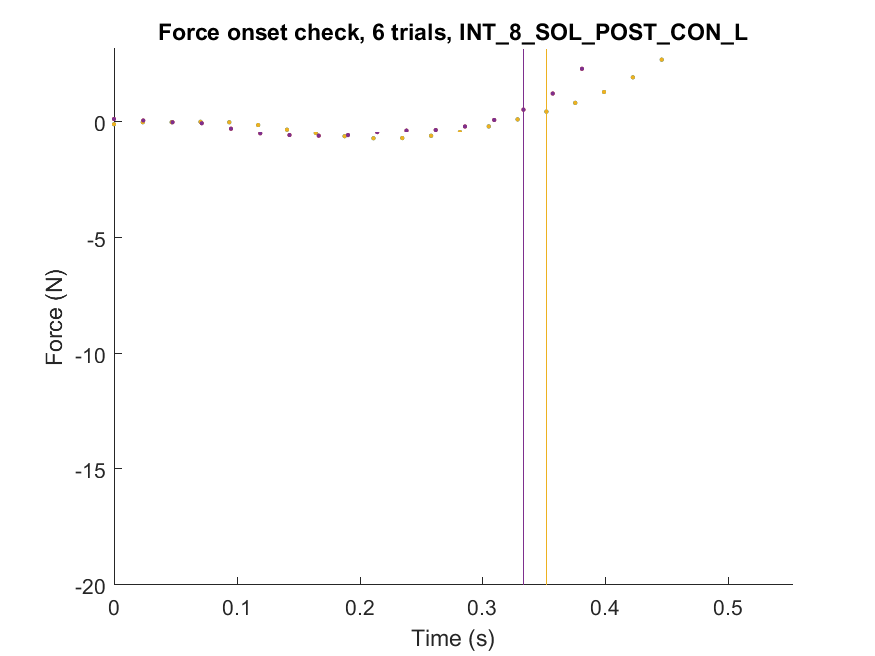 Force onset check, 6 trials, INT_8_SOL_POST_CON_L
0
-5
-10
-15
-20
Force (N)
0 0.1 0.2 0.3 0.4 0.5
Time (s)